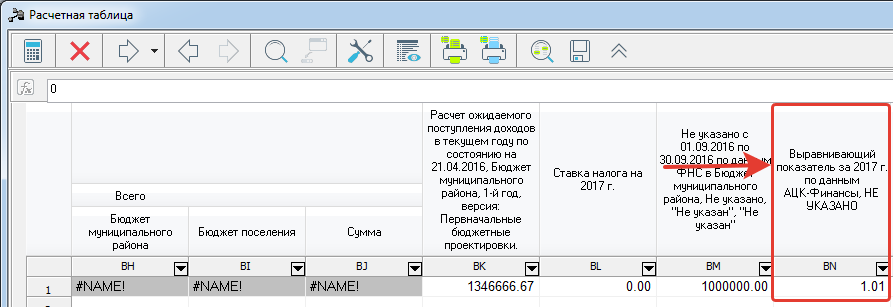 Расчетная таблица
fx
0
Всего
Бюджет
муниципального
района
Бюджет поселения
Сумма
Расчет ожидаемого
поступления доходов
в текущем году по
состоянию на
21.04.2016, Бюджет
муниципального
района, 1-й год,
версия:
Первначальные
бюджетные
проектировки.
Ставка налога на
2017 г.
Не указано с
01.09.2016 по
30.09.2016 по данным
ФНС в Бюджет
муниципального
района, Не указано,
"Не указан", "Не
указан"
Выравнивающий
показатель за 2017 г.
по данным
АЦК-Финансы, НЕ
УКАЗАНО
BH BI BJ BK BL BM BN
1 #NAME! #NAME! #NAME! 1346666.67 0.00 1000000.00 1.01